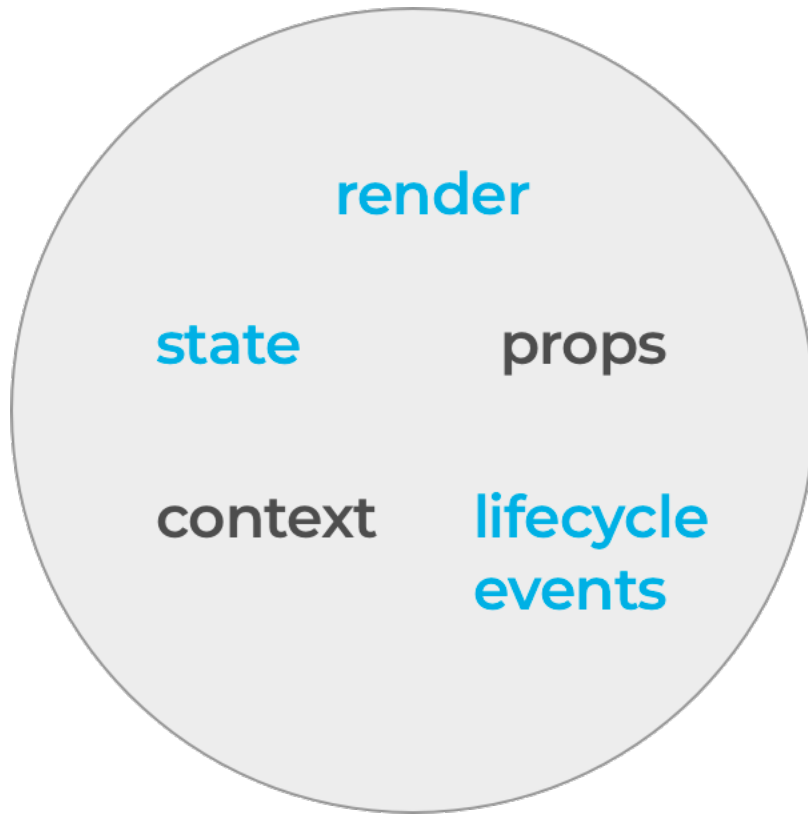 render
state
props
context
lifecycle
events